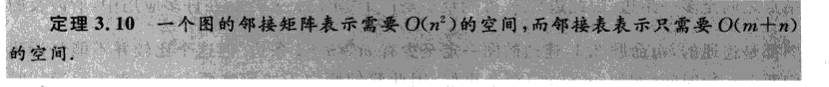 定理 3.10 一个图的邻接矩阵表示需要 O(n²)的空间,而邻接表表示只需要 O(m+n)
的空间.